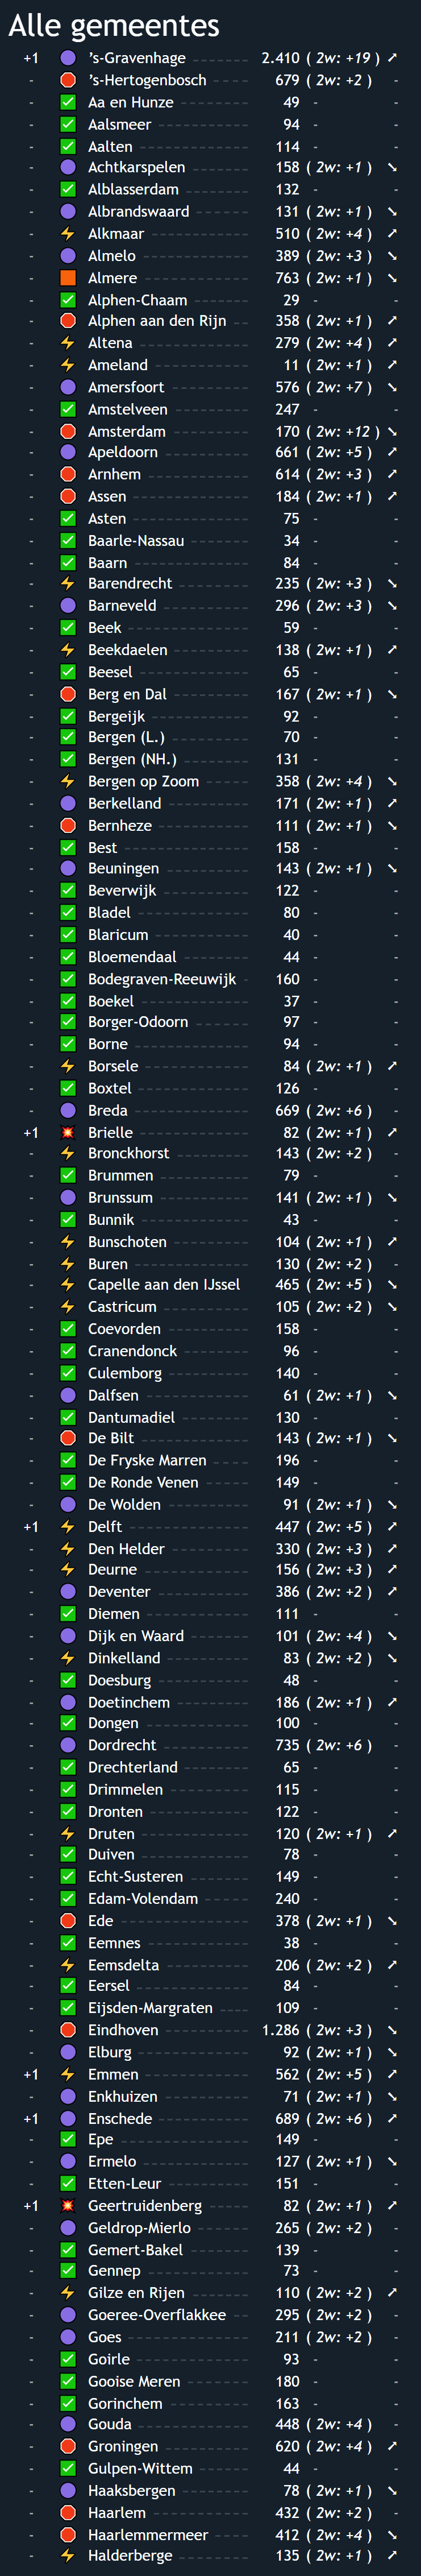 Alle gemeentes
+1 's-Gravenhage 2.410 ( 2w: +19 ) ➚
- 's-Hertogenbosch 679 ( 2w: +2 ) -
- Aa en Hunze 49 - -
- Aalsmeer 94 - -
- Aalten 114 - -
- Achtkarspelen 158 ( 2w: +1 ) ➘
- Alblasserdam 132 - -
- Albrandswaard 131 ( 2w: +1 ) ➘
- Alkmaar 510 ( 2w: +4 ) ➚
- Almelo 389 ( 2w: +3 ) ➘
- Almere 763 ( 2w: +1 ) ➘
- Alphen-Chaam 29 - -
- Alphen aan den Rijn 358 ( 2w: +1 ) ➚
- Altena 279 ( 2w: +4 ) ➚
- Ameland 11 ( 2w: +1 ) ➚
- Amersfoort 576 ( 2w: +7 ) ➘
- Amstelveen 247 - -
- Amsterdam 170 ( 2w: +12 ) ➘
- Apeldoorn 661 ( 2w: +5 ) ➚
- Arnhem 614 ( 2w: +3 ) ➚
- Assen 184 ( 2w: +1 ) ➚
- Asten 75 - -
- Baarle-Nassau 34 - -
- Baarn 84 - -
- Barendrecht 235 ( 2w: +3 ) ➘
- Barneveld 296 ( 2w: +3 ) ➘
- Beek 59 - -
- Beekdaelen 138 ( 2w: +1 ) ➚
- Beesel 65 - -
- Berg en Dal 167 ( 2w: +1 ) ➘
- Bergeijk 92 - -
- Bergen (L.) 70 - -
- Bergen (NH.) 131 - -
- Bergen op Zoom 358 ( 2w: +4 ) ➘
- Berkelland 171 ( 2w: +1 ) ➚
- Bernheze 111 ( 2w: +1 ) ➘
- Best 158 - -
- Beuningen 143 ( 2w: +1 ) ➘
- Beverwijk 122 - -
- Bladel 80 - -
- Blaricum 40 - -
- Bloemendaal 44 - -
- Bodegraven-Reeuwijk 160 - -
- Boekel 37 - -
- Borger-Odoorn 97 - -
- Borne 94 - -
- Borsele 84 ( 2w: +1 ) ➚
- Boxtel 126 - -
- Breda 669 ( 2w: +6 ) -
+1 Brielle 82 ( 2w: +1 ) ➚
- Bronckhorst 143 ( 2w: +2 ) -
- Brummen 79 - -
- Brunssum 141 ( 2w: +1 ) ➘
- Bunnik 43 - -
- Bunschoten 104 ( 2w: +1 ) ➚
- Buren 130 ( 2w: +2 ) -
- Capelle aan den IJssel 465 ( 2w: +5 ) ➘
- Castricum 105 ( 2w: +2 ) ➘
- Coevorden 158 - -
- Cranendonck 96 - -
- Culemborg 140 - -
- Dalfsen 61 ( 2w: +1 ) ➘
- Dantumadiel 130 - -
- De Bilt 143 ( 2w: +1 ) ➘
- De Fryske Marren 196 - -
- De Ronde Venen 149 - -
- De Wolden 91 ( 2w: +1 ) ➘
+1 Delft 447 ( 2w: +5 ) ➚
- Den Helder 330 ( 2w: +3 ) ➚
- Deurne 156 ( 2w: +3 ) ➚
- Deventer 386 ( 2w: +2 ) ➚
- Diemen 111 - -
- Dijk en Waard 101 ( 2w: +4 ) ➘
- Dinkelland 83 ( 2w: +2 ) ➘
- Doesburg 48 - -
- Doetinchem 186 ( 2w: +1 ) ➚
- Dongen 100 - -
- Dordrecht 735 ( 2w: +6 ) -
- Drechterland 65 - -
- Drimmelen 115 - -
- Dronten 122 - -
- Druten 120 ( 2w: +1 ) ➚
- Duiven 78 - -
- Echt-Susteren 149 - -
- Edam-Volendam 240 - -
- Ede 378 ( 2w: +1 ) ➘
- Eemnes 38 - -
- Eemsdelta 206 ( 2w: +2 ) ➚
- Eersel 84 - -
- Eijsden-Margraten 109 - -
- Eindhoven 1.286 ( 2w: +3 ) ➘
- Elburg 92 ( 2w: +1 ) ➘
+1 Emmen 562 ( 2w: +5 ) ➚
- Enkhuizen 71 ( 2w: +1 ) ➘
+1 Enschede 689 ( 2w: +6 ) ➚
- Epe 149 - -
- Ermelo 127 ( 2w: +1 ) ➘
- Etten-Leur 151 - -
+1 Geertruidenberg 82 ( 2w: +1 ) ➚
- Geldrop-Mierlo 265 ( 2w: +2 ) -
- Gemert-Bakel 139 - -
- Gennep 73 - -
- Gilze en Rijen 110 ( 2w: +2 ) ➚
- Goeree-Overflakkee 295 ( 2w: +2 ) -
- Goes 211 ( 2w: +2 ) -
- Goirle 93 - -
- Gooise Meren 180 - -
- Gorinchem 163 - -
- Gouda 448 ( 2w: +4 ) -
- Groningen 620 ( 2w: +4 ) ➚
- Gulpen-Wittem 44 - -
- Haaksbergen 78 ( 2w: +1 ) ➘
- Haarlem 432 ( 2w: +2 ) -
- Haarlemmermeer 412 ( 2w: +4 ) ➘
- Halderberge 135 ( 2w: +1 ) ➚